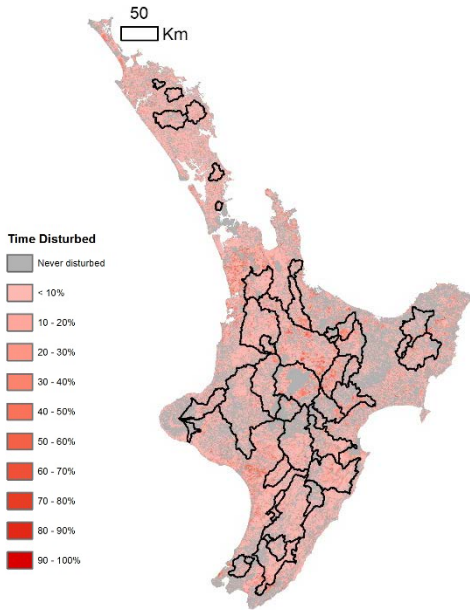 50
Km
Time Disturbed
Never disturbed
< 10%
10 - 20%
20 - 30%
30 - 40%
40 - 50%
50 - 60%
60 - 70%
70 - 80%
80 - 90%
90 - 100%